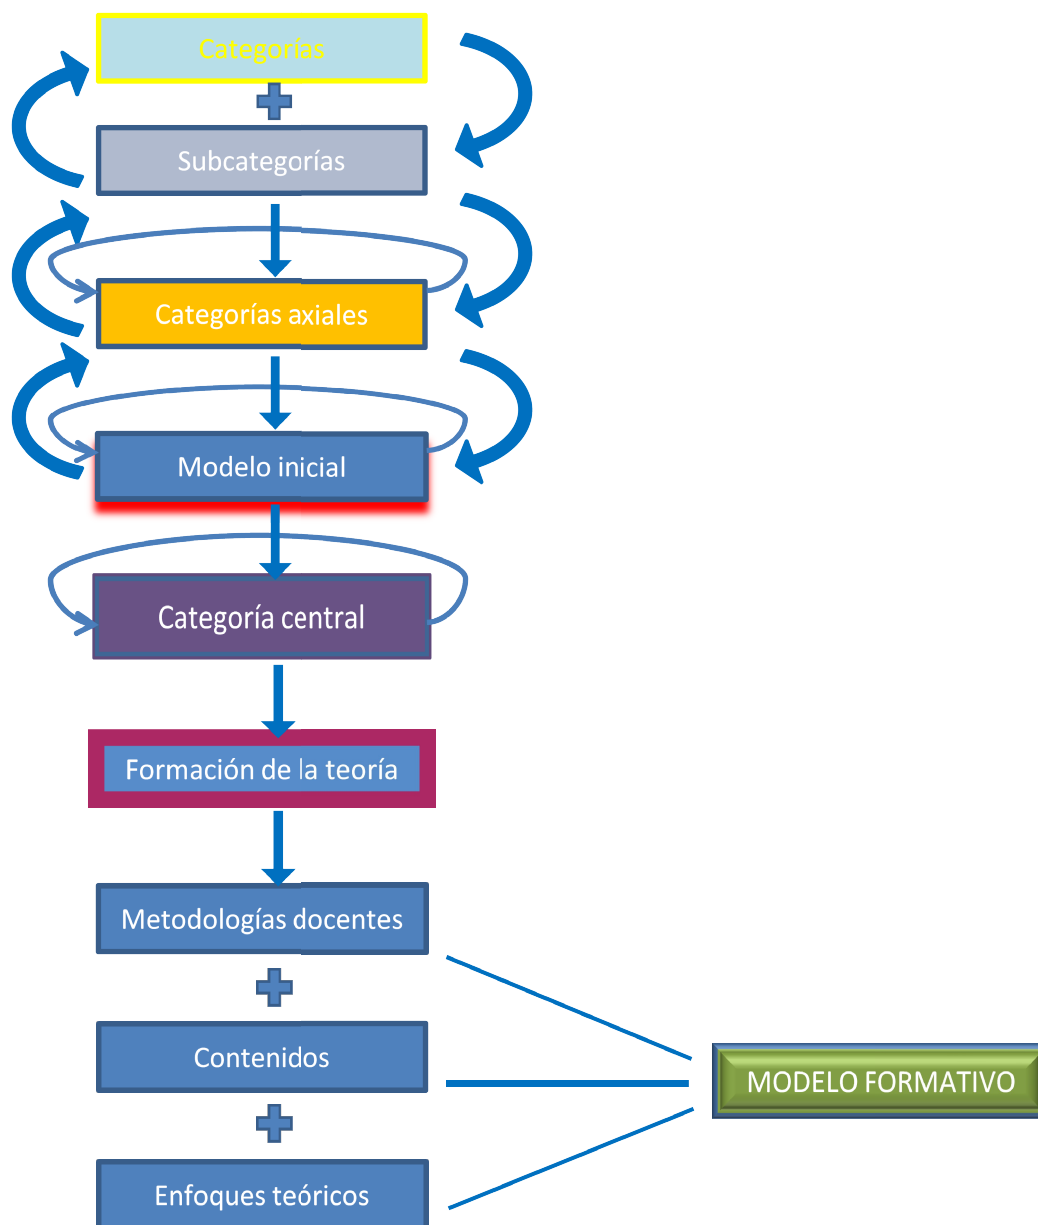 Categorías
Subcategorías
Categorías axiales
Modelo inicial
Categoría central
Formación de la teoría
Metodologías docentes
Contenidos
MODELO FORMATIVO
Enfoques teóricos